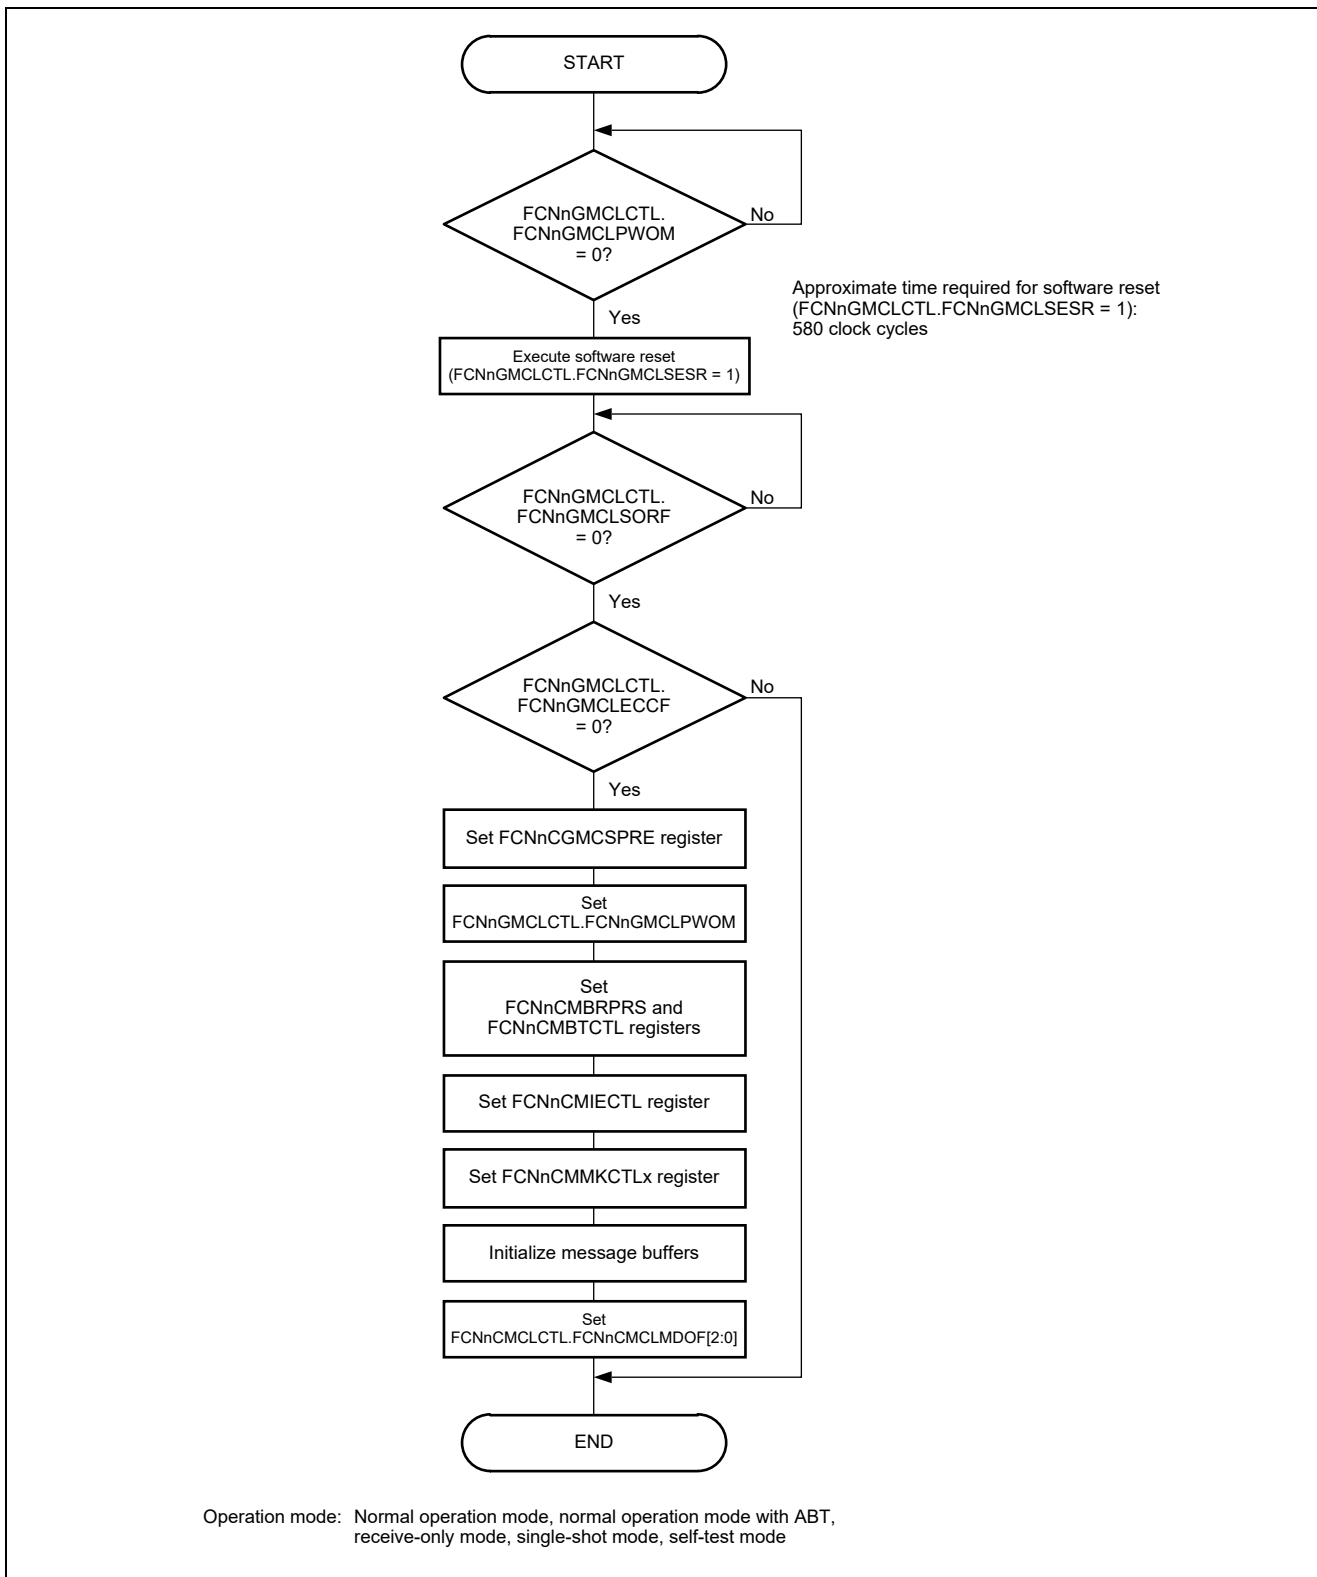 START
FCNnGMCLCTL.
FCNnGMCLPWOM
= 0?
No
Yes
Approximate time required for software reset
(FCNnGMCLCTL.FCNnGMCLSESR = 1):
580 clock cycles
Execute software reset
(FCNnGMCLCTL.FCNnGMCLSESR = 1)
FCNnGMCLCTL.
FCNnGMCLSORF
= 0?
No
Yes
FCNnGMCLCTL.
FCNnGMCLECCF
= 0?
No
Yes
Set FCNnCGMCSPRE register
Set
FCNnGMCLCTL.FCNnGMCLPWOM
Set
FCNnCMBRPRS and
FCNnCMBTCTL registers
Set FCNnCMIECTL register
Set FCNnCMMKCTLx register
Initialize message buffers
Set
FCNnCMCLCTL.FCNnCMCLMDOF[2:0]
END
Operation mode: Normal operation mode, normal operation mode with ABT,
receive-only mode, single-shot mode, self-test mode